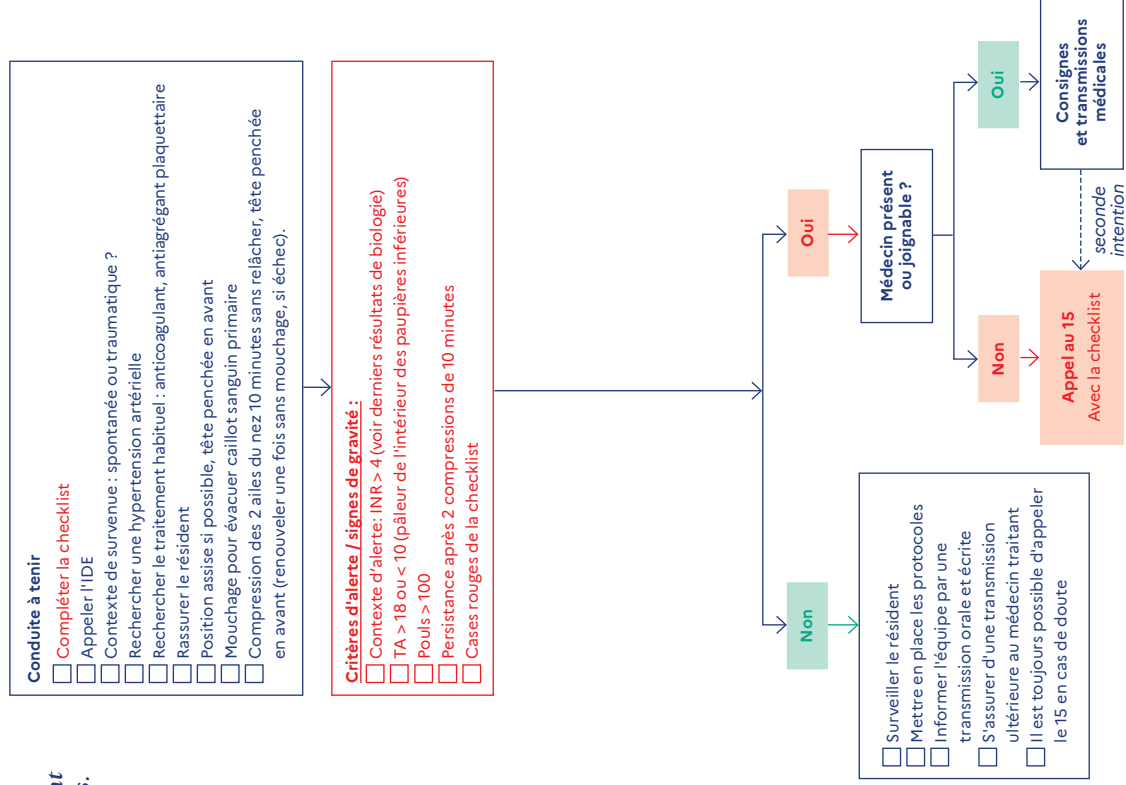 Conduite à tenir
Compléter la checklist
Appeler l'IDE
Contexte de survenue : spontanée ou traumatique ?
Rechercher une hypertension artérielle
Rechercher le traitement habituel : anticoagulant, antiagrégant plaquettaire
Rassurer le résident
Position assise si possible, tête penchée en avant
Mouchage pour évacuer caillot sanguin primaire
Compression des 2 ailes du nez 10 minutes sans relâcher, tête penchée
en avant (renouveler une fois sans mouchage, si échec).
Critères d'alerte / signes de gravité :
Contexte d'alerte: INR > 4 (voir derniers résultats de biologie)
TA > 18 ou < 10 (pâleur de l'intérieur des paupières inférieures)
Pouls > 100
Persistance après 2 compressions de 10 minutes
Cases rouges de la checklist
Non
Surveiller le résident
Mettre en place les protocoles
Informer l'équipe par une
transmission orale et écrite
S'assurer d'une transmission
ultérieure au médecin traitant
Il est toujours possible d'appeler
le 15 en cas de doute
Oui
Médecin présent
ou joignable ?
Non
Appel au 15
Avec la checklist
Oui
Consignes
et transmissions
médicales
seconde
intention